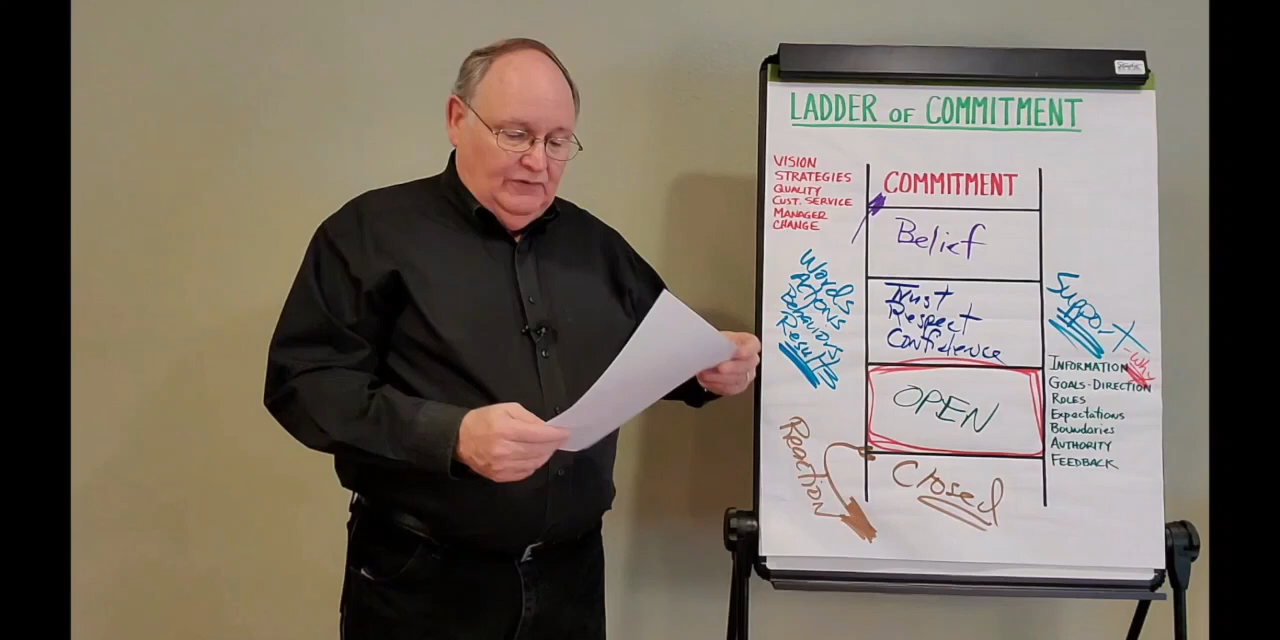 LADDER OF COMMITMENT
VISION
STRATEGIES
QUALITY
CUST. SERVICE
MANAGER
CHANGE
COMMITMENT
Belief
Trust
Respect
Confidence
OPEN
Closed
Words
Actions
Behaviors
Results
Reaction
Support
INFORMATION - Why
GOALS-DIRECTION
ROLES
Expectations
Boundaries
AUTHORITY
FEEDBACK